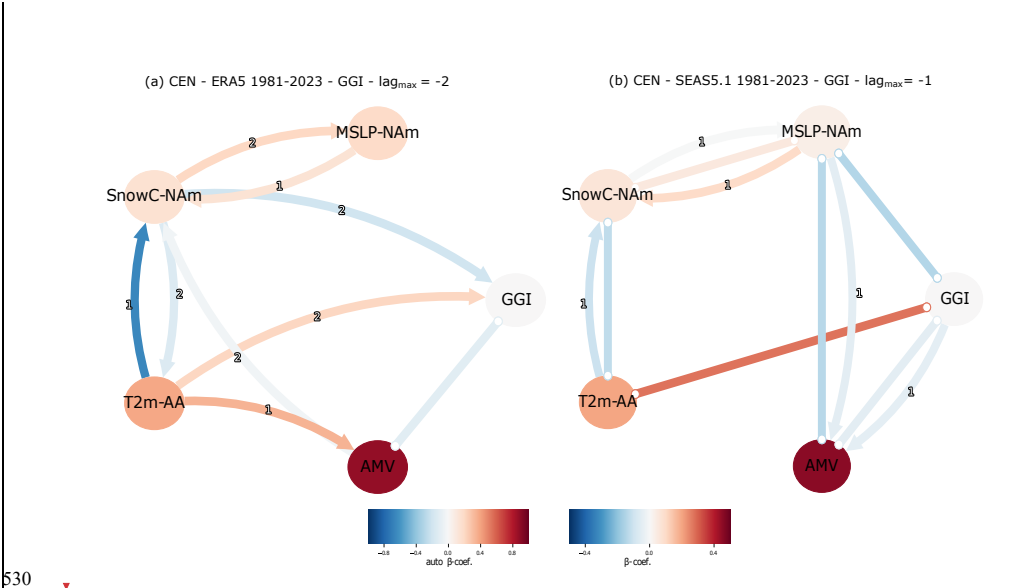 (a) CEN - ERA5 1981-2023 - GGI - lagmax = -2
(b) CEN - SEAS5.1 1981-2023 - GGI - lagmax= -1
MSLP-NAm
2
1
SnowC-NAm
2
1
2
GGI
2
2
T2m-AA
1
AMV
MSLP-NAm
1
1
SnowC-NAm
1
1
GGI
T2m-AA
1
AMV
−0.8 −0.4 0.0 0.4 0.8
auto β-coef.
−0.4 0.0 0.4
β-coef.
530